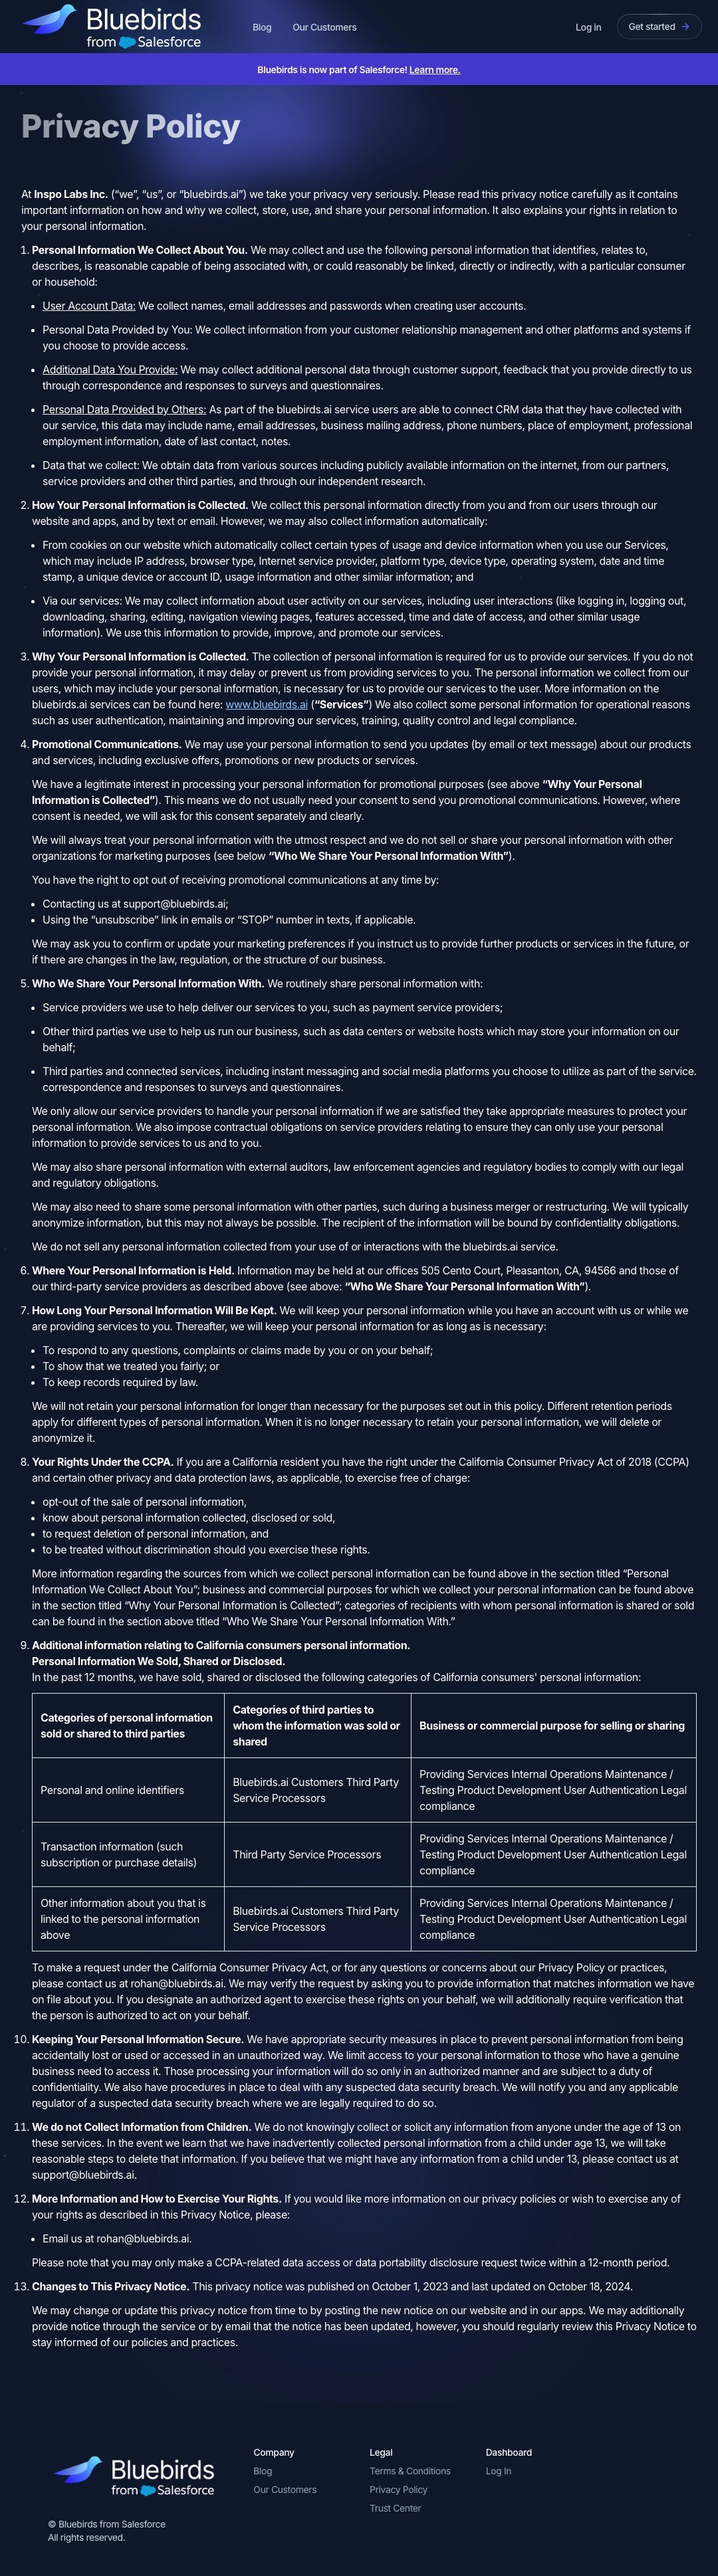 Bluebirds
from Salesforce
Blog
Our Customers
Log in
Get started
Bluebirds is now part of Salesforce! Learn more.
Privacy Policy
At Inspo Labs Inc. (“we”, “us”, or “bluebirds.ai”) we take your privacy very seriously. Please read this privacy notice carefully as it contains
important information on how and why we collect, store, use, and share your personal information. It also explains your rights in relation to
your personal information.
1. Personal Information We Collect About You. We may collect and use the following personal information that identifies, relates to,
describes, is reasonable capable of being associated with, or could reasonably be linked, directly or indirectly, with a particular consumer
or household:
• User Account Data: We collect names, email addresses and passwords when creating user accounts.
• Personal Data Provided by You: We collect information from your customer relationship management and other platforms and systems if
you choose to provide access.
• Additional Data You Provide: We may collect additional personal data through customer support, feedback that you provide directly to us
through correspondence and responses to surveys and questionnaires.
• Personal Data Provided by Others: As part of the bluebirds.ai service users are able to connect CRM data that they have collected with
our service, this data may include name, email addresses, business mailing address, phone numbers, place of employment, professional
employment information, date of last contact, notes.
• Data that we collect: We obtain data from various sources including publicly available information on the internet, from our partners,
service providers and other third parties, and through our independent research.
2. How Your Personal Information is Collected. We collect this personal information directly from you and from our users through our
website and apps, and by text or email. However, we may also collect information automatically:
• From cookies on our website which automatically collect certain types of usage and device information when you use our Services,
which may include IP address, browser type, Internet service provider, platform type, device type, operating system, date and time
stamp, a unique device or account ID, usage information and other similar information; and
• Via our services: We may collect information about user activity on our services, including user interactions (like logging in, logging out,
downloading, sharing, editing, navigation viewing pages, features accessed, time and date of access, and other similar usage
information). We use this information to provide, improve, and promote our services.
3. Why Your Personal Information is Collected. The collection of personal information is required for us to provide our services. If you do not
provide your personal information, it may delay or prevent us from providing services to you. The personal information we collect from our
users, which may include your personal information, is necessary for us to provide our services to the user. More information on the
bluebirds.ai services can be found here: www.bluebirds.ai (“Services”) We also collect some personal information for operational reasons
such as user authentication, maintaining and improving our services, training, quality control and legal compliance.
4. Promotional Communications. We may use your personal information to send you updates (by email or text message) about our products
and services, including exclusive offers, promotions or new products or services.
We have a legitimate interest in processing your personal information for promotional purposes (see above “Why Your Personal
Information is Collected”). This means we do not usually need your consent to send you promotional communications. However, where
consent is needed, we will ask for this consent separately and clearly.
We will always treat your personal information with the utmost respect and we do not sell or share your personal information with other
organizations for marketing purposes (see below “Who We Share Your Personal Information With”).
You have the right to opt out of receiving promotional communications at any time by:
• Contacting us at support@bluebirds.ai;
• Using the “unsubscribe” link in emails or “STOP” number in texts, if applicable.
We may ask you to confirm or update your marketing preferences if you instruct us to provide further products or services in the future, or
if there are changes in the law, regulation, or the structure of our business.
5. Who We Share Your Personal Information With. We routinely share personal information with:
• Service providers we use to help deliver our services to you, such as payment service providers;
• Other third parties we use to help us run our business, such as data centers or website hosts which may store your information on our
behalf;
• Third parties and connected services, including instant messaging and social media platforms you choose to utilize as part of the service.
correspondence and responses to surveys and questionnaires.
We only allow our service providers to handle your personal information if we are satisfied they take appropriate measures to protect your
personal information. We also impose contractual obligations on service providers relating to ensure they can only use your personal
information to provide services to us and to you.
We may also share personal information with external auditors, law enforcement agencies and regulatory bodies to comply with our legal
and regulatory obligations.
We may also need to share some personal information with other parties, such during a business merger or restructuring. We will typically
anonymize information, but this may not always be possible. The recipient of the information will be bound by confidentiality obligations.
We do not sell any personal information collected from your use of or interactions with the bluebirds.ai service.
6. Where Your Personal Information is Held. Information may be held at our offices 505 Cento Court, Pleasanton, CA, 94566 and those of
our third-party service providers as described above (see above: “Who We Share Your Personal Information With”).
7. How Long Your Personal Information Will Be Kept. We will keep your personal information while you have an account with us or while we
are providing services to you. Thereafter, we will keep your personal information for as long as is necessary:
• To respond to any questions, complaints or claims made by you or on your behalf;
• To show that we treated you fairly; or
• To keep records required by law.
We will not retain your personal information for longer than necessary for the purposes set out in this policy. Different retention periods
apply for different types of personal information. When it is no longer necessary to retain your personal information, we will delete or
anonymize it.
8. Your Rights Under the CCPA. If you are a California resident you have the right under the California Consumer Privacy Act of 2018 (CCPA)
and certain other privacy and data protection laws, as applicable, to exercise free of charge:
• opt-out of the sale of personal information,
• know about personal information collected, disclosed or sold,
• to request deletion of personal information, and
• to be treated without discrimination should you exercise these rights.
More information regarding the sources from which we collect personal information can be found above in the section titled “Personal
Information We Collect About You”; business and commercial purposes for which we collect your personal information can be found above
in the section titled “Why Your Personal Information is Collected”; categories of recipients with whom personal information is shared or sold
can be found in the section above titled “Who We Share Your Personal Information With.”
9. Additional information relating to California consumers personal information.
Personal Information We Sold, Shared or Disclosed.
In the past 12 months, we have sold, shared or disclosed the following categories of California consumers' personal information:
Categories of personal information
sold or shared to third parties
Categories of third parties to
whom the information was sold or
shared
Business or commercial purpose for selling or sharing
Personal and online identifiers
Bluebirds.ai Customers Third Party
Service Processors
Providing Services Internal Operations Maintenance /
Testing Product Development User Authentication Legal
compliance
Transaction information (such
subscription or purchase details)
Third Party Service Processors
Providing Services Internal Operations Maintenance /
Testing Product Development User Authentication Legal
compliance
Other information about you that is
linked to the personal information
above
Bluebirds.ai Customers Third Party
Service Processors
Providing Services Internal Operations Maintenance /
Testing Product Development User Authentication Legal
compliance
To make a request under the California Consumer Privacy Act, or for any questions or concerns about our Privacy Policy or practices,
please contact us at rohan@bluebirds.ai. We may verify the request by asking you to provide information that matches information we have
on file about you. If you designate an authorized agent to exercise these rights on your behalf, we will additionally require verification that
the person is authorized to act on your behalf.
10. Keeping Your Personal Information Secure. We have appropriate security measures in place to prevent personal information from being
accidentally lost or used or accessed in an unauthorized way. We limit access to your personal information to those who have a genuine
business need to access it. Those processing your information will do so only in an authorized manner and are subject to a duty of
confidentiality. We also have procedures in place to deal with any suspected data security breach. We will notify you and any applicable
regulator of a suspected data security breach where we are legally required to do so.
11. We do not Collect Information from Children. We do not knowingly collect or solicit any information from anyone under the age of 13 on
these services. In the event we learn that we have inadvertently collected personal information from a child under age 13, we will take
reasonable steps to delete that information. If you believe that we might have any information from a child under 13, please contact us at
support@bluebirds.ai.
12. More Information and How to Exercise Your Rights. If you would like more information on our privacy policies or wish to exercise any of
your rights as described in this Privacy Notice, please:
• Email us at rohan@bluebirds.ai.
Please note that you may only make a CCPA-related data access or data portability disclosure request twice within a 12-month period.
13. Changes to This Privacy Notice. This privacy notice was published on October 1, 2023 and last updated on October 18, 2024.
We may change or update this privacy notice from time to by posting the new notice on our website and in our apps. We may additionally
provide notice through the service or by email that the notice has been updated, however, you should regularly review this Privacy Notice to
stay informed of our policies and practices.
Bluebirds
from Salesforce
© Bluebirds from Salesforce
All rights reserved.
Company
Blog
Our Customers
Legal
Terms & Conditions
Privacy Policy
Trust Center
Dashboard
Log In